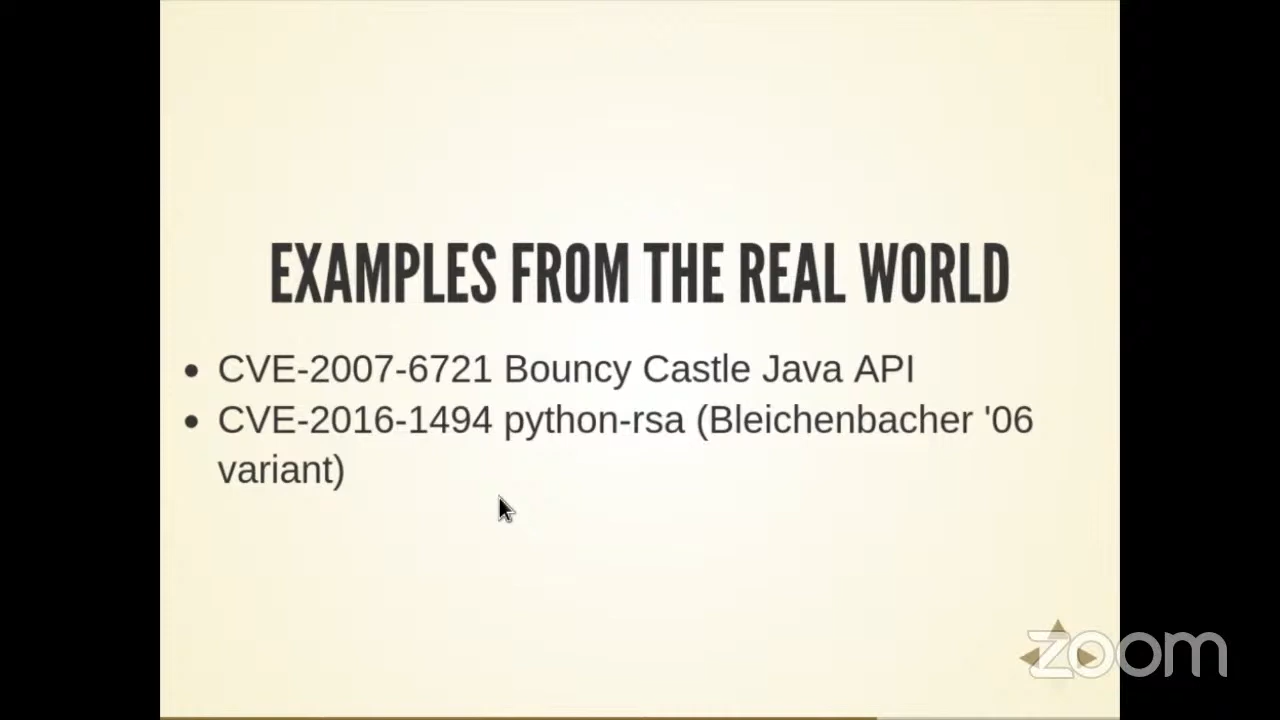 EXAMPLES FROM THE REAL WORLD
• CVE-2007-6721 Bouncy Castle Java API
• CVE-2016-1494 python-rsa (Bleichenbacher '06
variant)
zoom